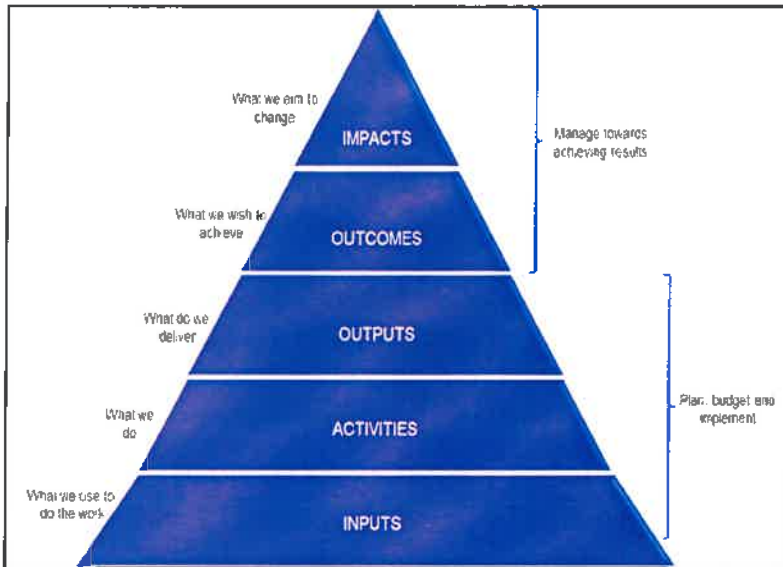 What we aim to
change
IMPACTS
Manage towards
achieving results
What we wish to
achieve
OUTCOMES
What do we
deliver
OUTPUTS
What we
do
ACTIVITIES
Plan, budget and
implement
What we use to
do the work
INPUTS